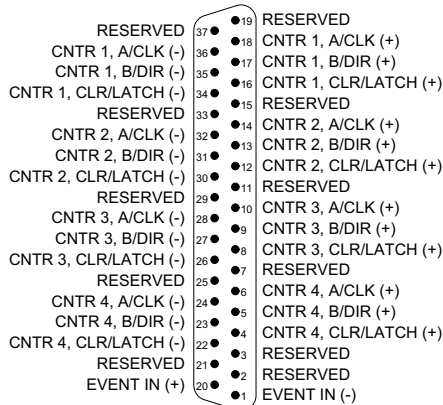 RESERVED 37
CNTR 1, A/CLK (-) 36
CNTR 1, B/DIR (-) 35
CNTR 1, CLR/LATCH (-) 34
RESERVED 33
CNTR 2, A/CLK (-) 32
CNTR 2, B/DIR (-) 31
CNTR 2, CLR/LATCH (-) 30
RESERVED 29
CNTR 3, A/CLK (-) 28
CNTR 3, B/DIR (-) 27
CNTR 3, CLR/LATCH (-) 26
RESERVED 25
CNTR 4, A/CLK (-) 24
CNTR 4, B/DIR (-) 23
CNTR 4, CLR/LATCH (-) 22
RESERVED 21
EVENT IN (+) 20
19 RESERVED
18 CNTR 1, A/CLK (+)
17 CNTR 1, B/DIR (+)
16 CNTR 1, CLR/LATCH (+)
15 RESERVED
14 CNTR 2, A/CLK (+)
13 CNTR 2, B/DIR (+)
12 CNTR 2, CLR/LATCH (+)
11 RESERVED
10 CNTR 3, A/CLK (+)
9 CNTR 3, B/DIR (+)
8 CNTR 3, CLR/LATCH (+)
7 RESERVED
6 CNTR 4, A/CLK (+)
5 CNTR 4, B/DIR (+)
4 CNTR 4, CLR/LATCH (+)
3 RESERVED
2 RESERVED
1 EVENT IN (-)